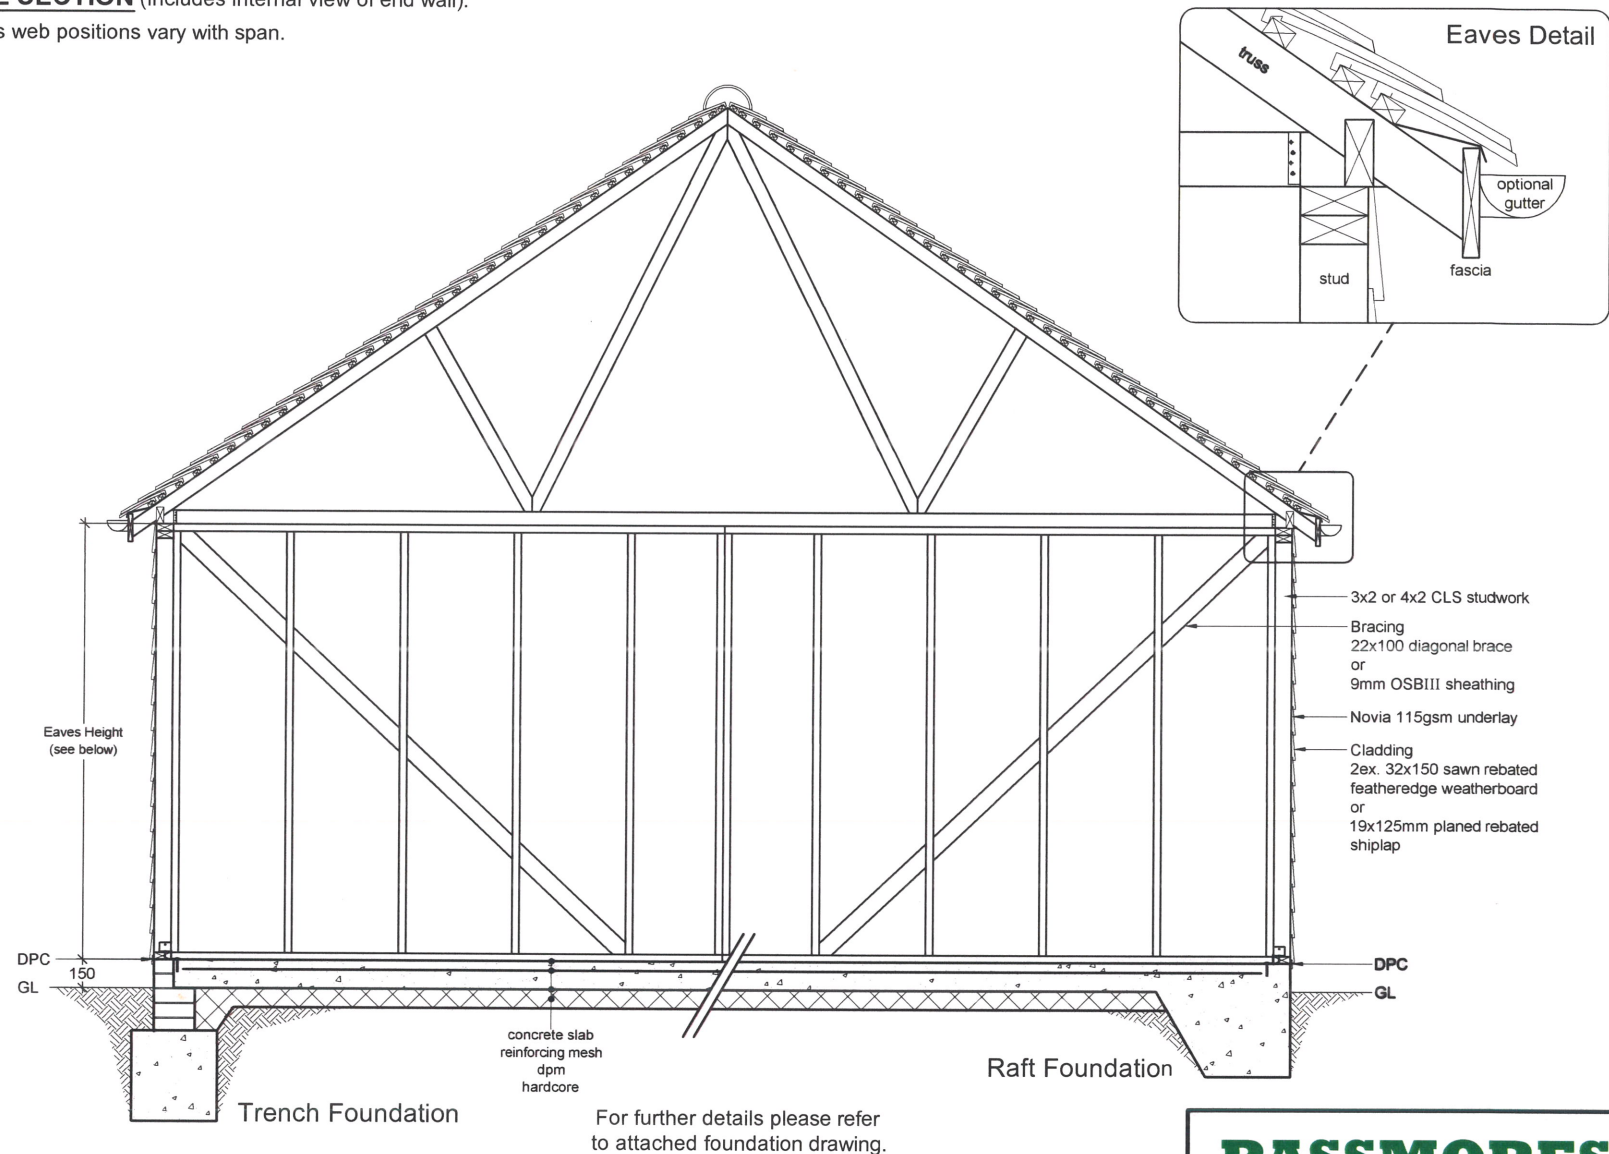 SECTION (includes internal view of end wall).
web positions vary with span.
Eaves Detail
truss
optional
gutter
fascia
stud
3x2 or 4x2 CLS studwork
Bracing
22x100 diagonal brace
or
9mm OSBIII sheathing
Novia 115gsm underlay
Cladding
2ex. 32x150 sawn rebated
featheredge weatherboard
or
19x125mm planed rebated
shiplap
Eaves Height
(see below)
DPC
150
GL
DPC
GL
concrete slab
reinforcing mesh
dpm
hardcore
Raft Foundation
Trench Foundation
For further details please refer
to attached foundation drawing.
PASSMORES